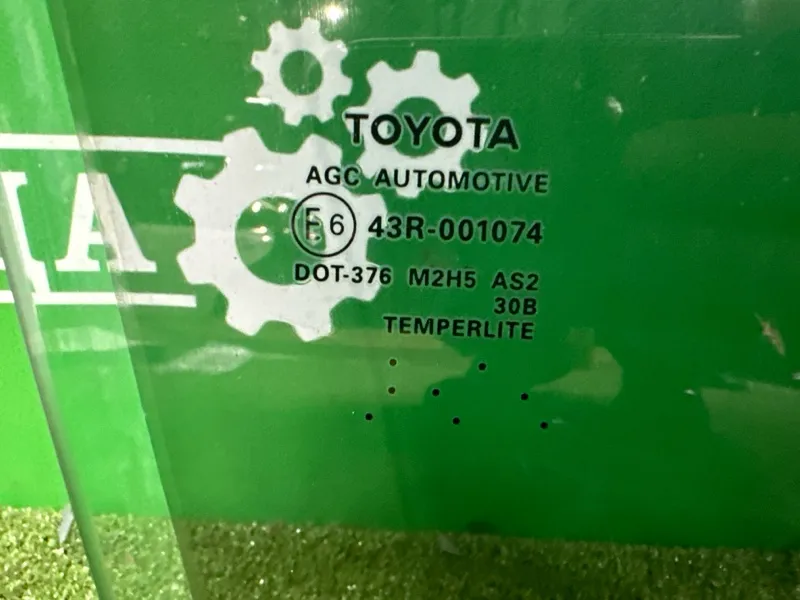 TOYOTA
AGC AUTOMOTIVE
E6 43R-001074
DOT-376 M2H5 AS2
30B
TEMPERLITE